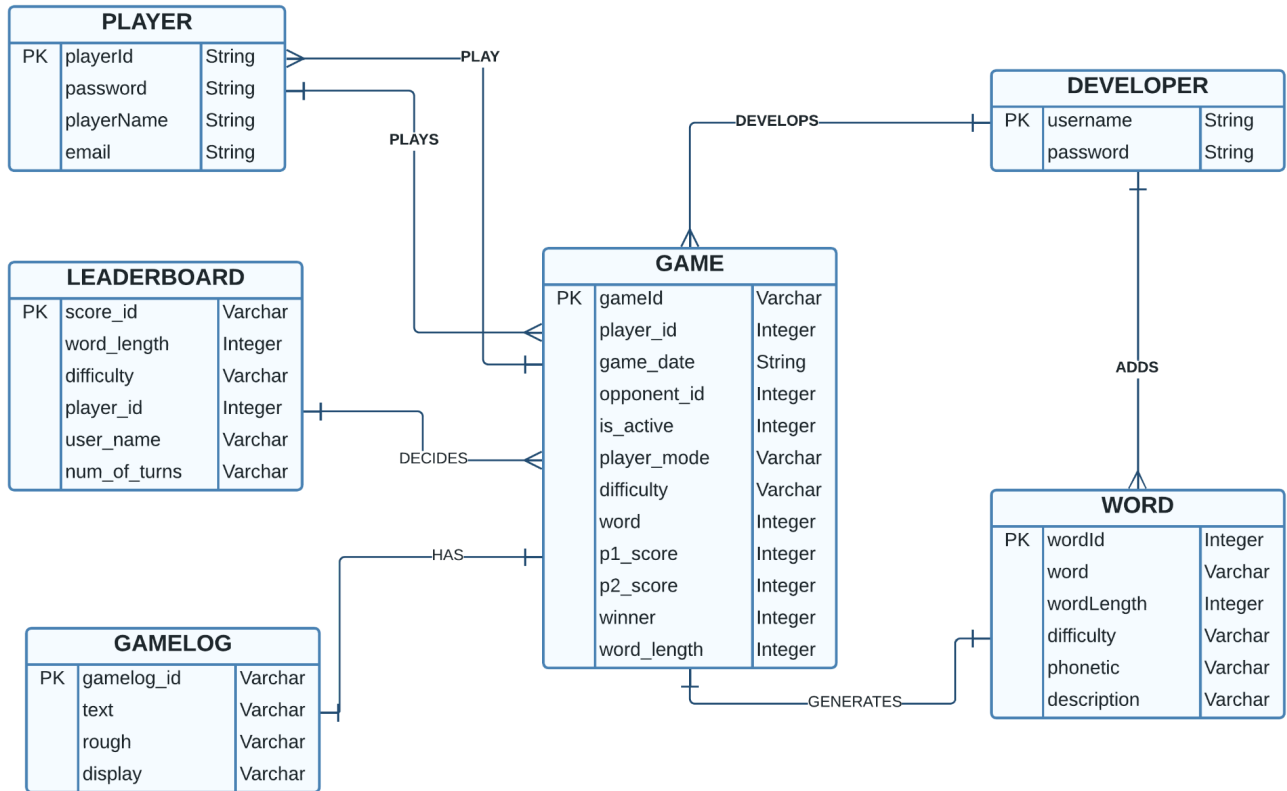 PLAYER
PK playerId String
password String
playerName String
email String
PLAY
PLAYS
DEVELOPS
DEVELOPER
PK username String
password String
LEADERBOARD
PK score_id Varchar
word_length Integer
difficulty Varchar
player_id Integer
user_name Varchar
num_of_turns Varchar
DECIDES
GAME
PK gameId Varchar
player_id Integer
game_date String
opponent_id Integer
is_active Integer
player_mode Varchar
difficulty Varchar
word Integer
p1_score Integer
p2_score Integer
winner Integer
word_length Integer
ADDS
HAS
GAMELOG
PK gamelog_id Varchar
text Varchar
rough Varchar
display Varchar
GENERATES
WORD
PK wordId Integer
word Varchar
wordLength Integer
difficulty Varchar
phonetic Varchar
description Varchar